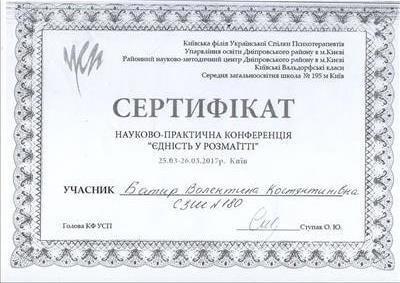 УСП
Київська філія Української Спілки Психотерапевтів
Управління освіти Дніпровського району в м.Києві
Районний науково-методичний центр Дніпровського району в м.Києві
Київські Вальдорфські класи
Середня загальноосвітня школа № 195 м Київ
СЕРТИФІКАТ
НАУКОВО-ПРАКТИЧНА КОНФЕРЕНЦІЯ
"ЄДНІСТЬ У РОЗМАЇТТІ"
25.03-26.03.2017р. Київ
УЧАСНИК Батир Валентина Костянтинівна
СЗШ №180
Голова КФ УСП Ступак О. Ю.